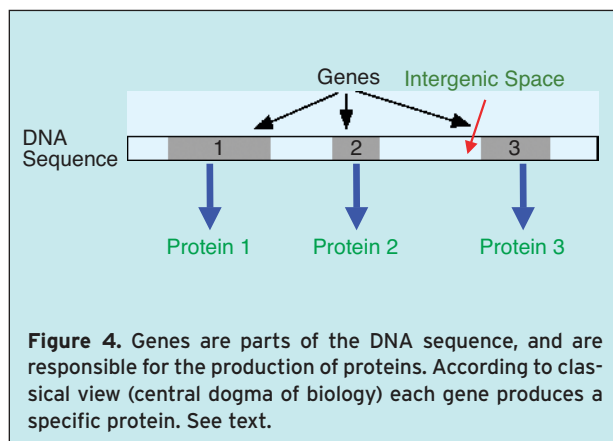 Genes
Intergenic Space
DNA
Sequence
1
2
3
Protein 1
Protein 2
Protein 3
Figure 4. Genes are parts of the DNA sequence, and are
responsible for the production of proteins. According to clas-
sical view (central dogma of biology) each gene produces a
specific protein. See text.